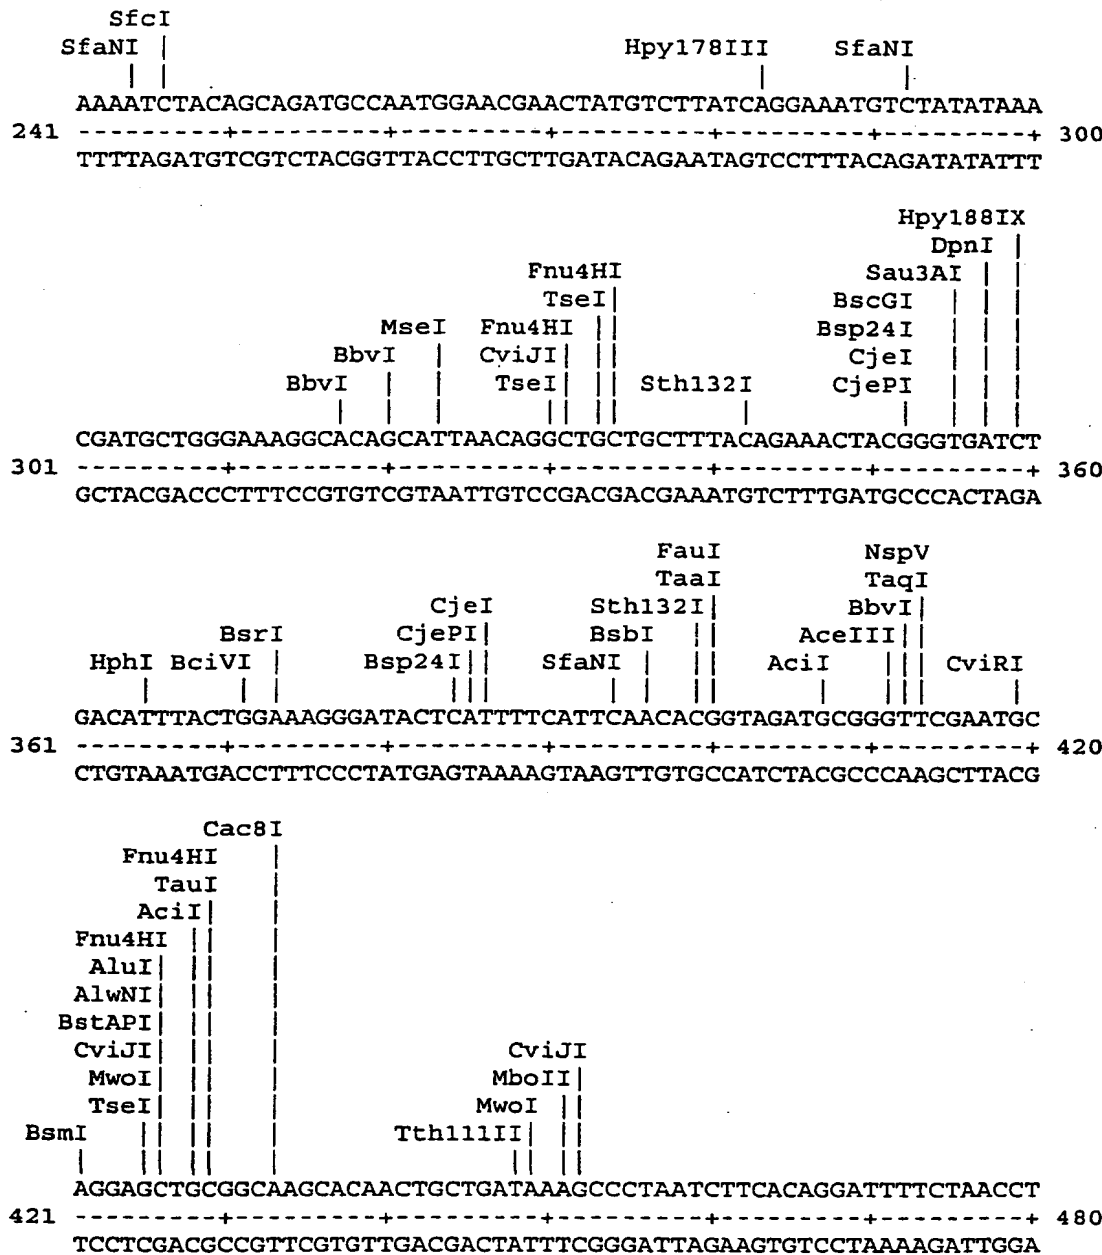 SfcI
SfaNI | Hpy178III SfaNI
| | | |
AAAATCTACAGCAGATGCCAATGGAACGAACTATGTCTTATCAGGAAATGTCTATATAAA
241 ---------+---------+---------+---------+---------+---------+ 300
TTTTAGATGTCGTCTACGGTTACCTTGCTTGATACAGAATAGTCCTTTACAGATATATTT
Hpy188IX
DpnI |
Fnu4HI Sau3AI | |
TseI| BscGI | | |
MseI Fnu4HI || Bsp24I | | |
BbvI | CviJI| || CjeI | | |
BbvI | | TseI| || Sth132I CjePI | | |
| | | || || | | | | |
CGATGCTGGGAAAGGCACAGCATTAACAGGCTGCTGCTTTACAGAAACTACGGGTGATCT
301 ---------+---------+---------+---------+---------+---------+ 360
GCTACGACCCTTTCCGTGTCGTAATTGTCCGACGACGAAATGTCTTTGATGCCCACTAGA
FauI NspV
TaaI TaqI
CjeI Sth132I| BbvI|
BsrI CjePI| BsbI || AceIII||
HphI BciVI | Bsp24I|| SfaNI | || AciI ||| CviRI
| | | ||| | | || | ||| |
GACATTTACTGGAAAGGGATACTCATTTTCATTCAACACGGTAGATGCGGGTTCGAATGC
361 ---------+---------+---------+---------+---------+---------+ 420
CTGTAAATGACCTTTCCCTATGAGTAAAAGTAAGTTGTGCCATCTACGCCCAAGCTTACG
Cac8I
Fnu4HI |
TauI |
AciI| |
Fnu4HI || |
AluI| || |
AlwNI| || |
BstAPI| || |
CviJI| || | CviJI
MwoI| || | MboII|
TseI| || | MwoI ||
BsmI || || | Tth111II| ||
| || || | || ||
AGGAGCTGCGGCAAGCACAACTGCTGATAAAGCCCTAATCTTCACAGGATTTTCTAACCT
421 ---------+---------+---------+---------+---------+---------+ 480
TCCTCGACGCCGTTCGTGTTGACGACTATTTCGGGATTAGAAGTGTCCTAAAAGATTGGA